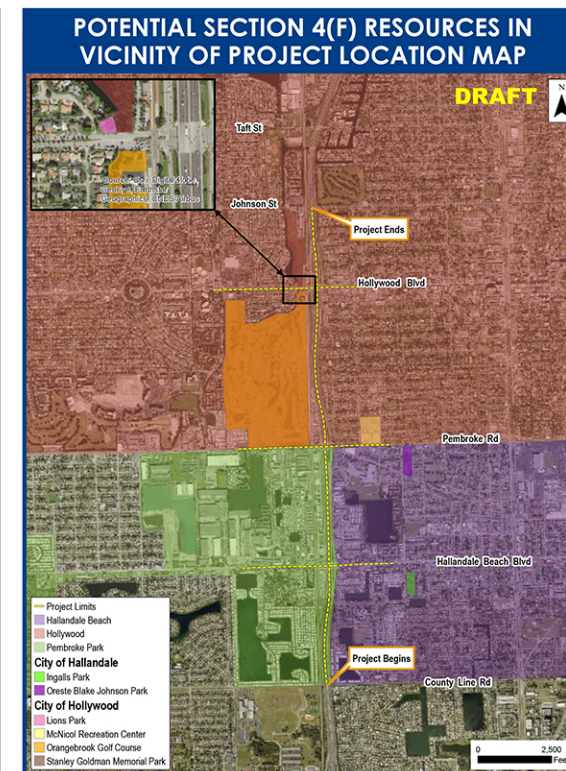 POTENTIAL SECTION 4(F) RESOURCES IN
VICINITY OF PROJECT LOCATION MAP
DRAFT
N
Taft St
Johnson St
Project Ends
Hollywood Blvd
Pembroke Rd
Hallandale Beach Blvd
Project Begins
County Line Rd
Project Limits
Hallandale Beach
Hollywood
Pembroke Park
City of Hallandale
Ingalls Park
Oreste Blake Johnson Park
City of Hollywood
Lions Park
McNicol Recreation Center
Orangebrook Golf Course
Stanley Goldman Memorial Park
0 2,500
Fee